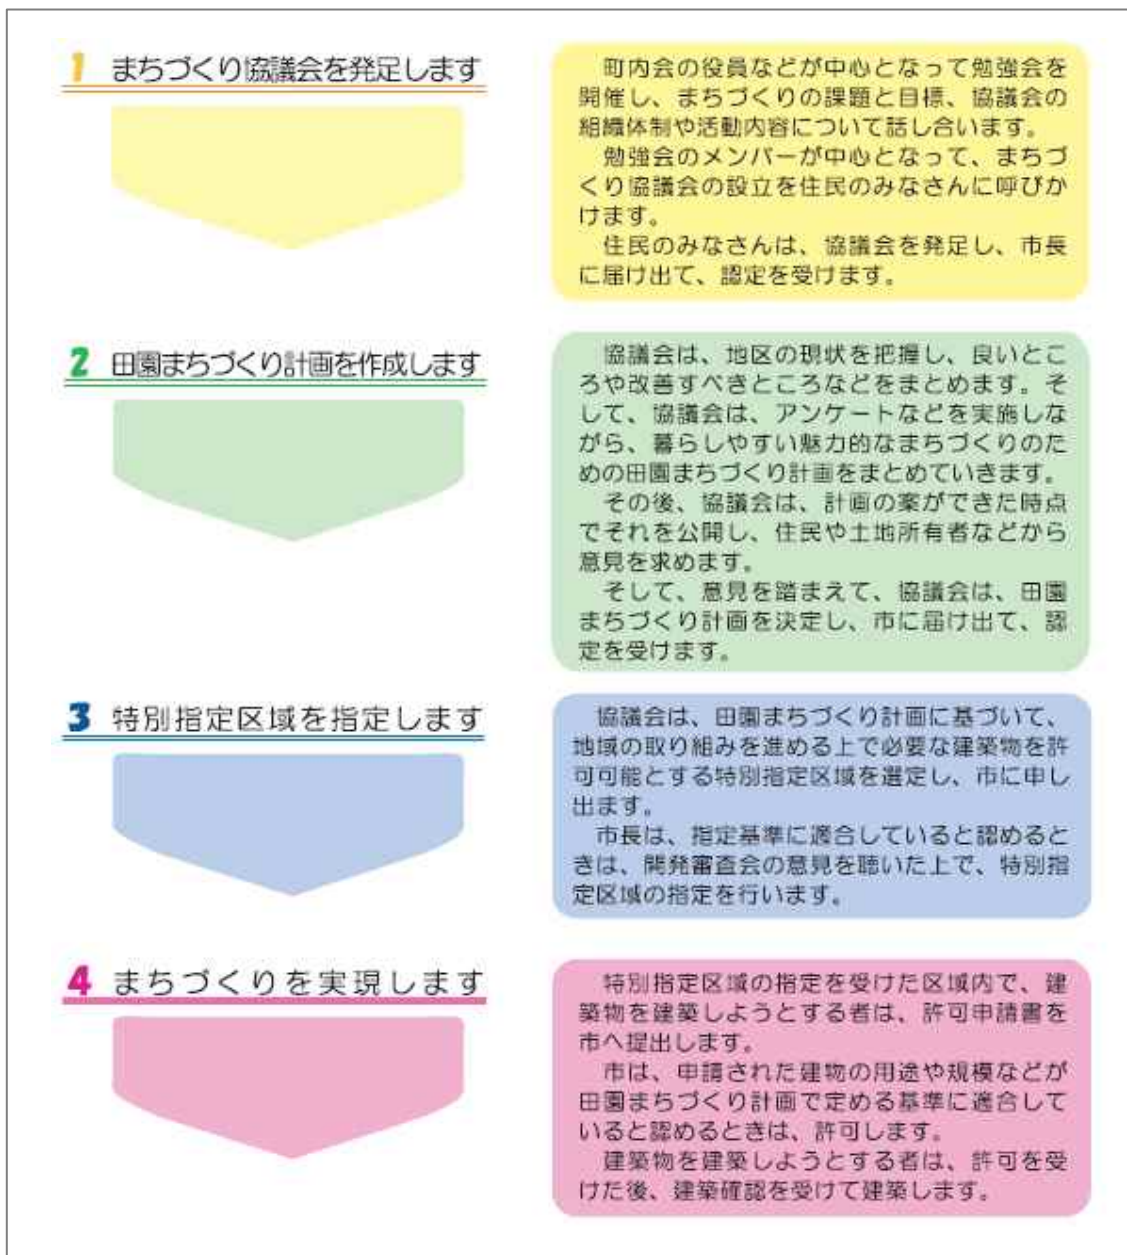 1 まちづくり協議会を発足します
町内会の役員などが中心となって勉強会を
開催し、まちづくりの課題と目標、協議会の
組織体制や活動内容について話し合います。
勉強会のメンバーが中心となって、まちづ
くり協議会の設立を住民のみなさんに呼びか
けます。
住民のみなさんは、協議会を発足し、市長
に届け出て、認定を受けます。
2 田園まちづくり計画を作成します
協議会は、地区の現状を把握し、良いとこ
ろや改善すべきところなどをまとめます。そ
して、協議会は、アンケートなどを実施しな
がら、暮らしやすい魅力的なまちづくりのた
めの田園まちづくり計画をまとめていきます。
その後、協議会は、計画の案ができた時点
でそれを公開し、住民や土地所有者などから
意見を求めます。
そして、意見を踏まえて、協議会は、田園
まちづくり計画を決定し、市に届け出て、認
定を受けます。
3 特別指定区域を指定します
協議会は、田園まちづくり計画に基づいて、
地域の取り組みを進める上で必要な建築物を許
可可能とする特別指定区域を選定し、市に申し
出ます。
市長は、指定基準に適合していると認めると
きは、開発審査会の意見を聴いた上で、特別指
定区域の指定を行います。
4 まちづくりを実現します
特別指定区域の指定を受けた区域内で、建
築物を建築しようとする者は、許可申請書を
市へ提出します。
市は、申請された建物の用途や規模などが
田園まちづくり計画で定める基準に適合して
いると認めるときは、許可します。
建築物を建築しようとする者は、許可を受
けた後、建築確認を受けて建築します。